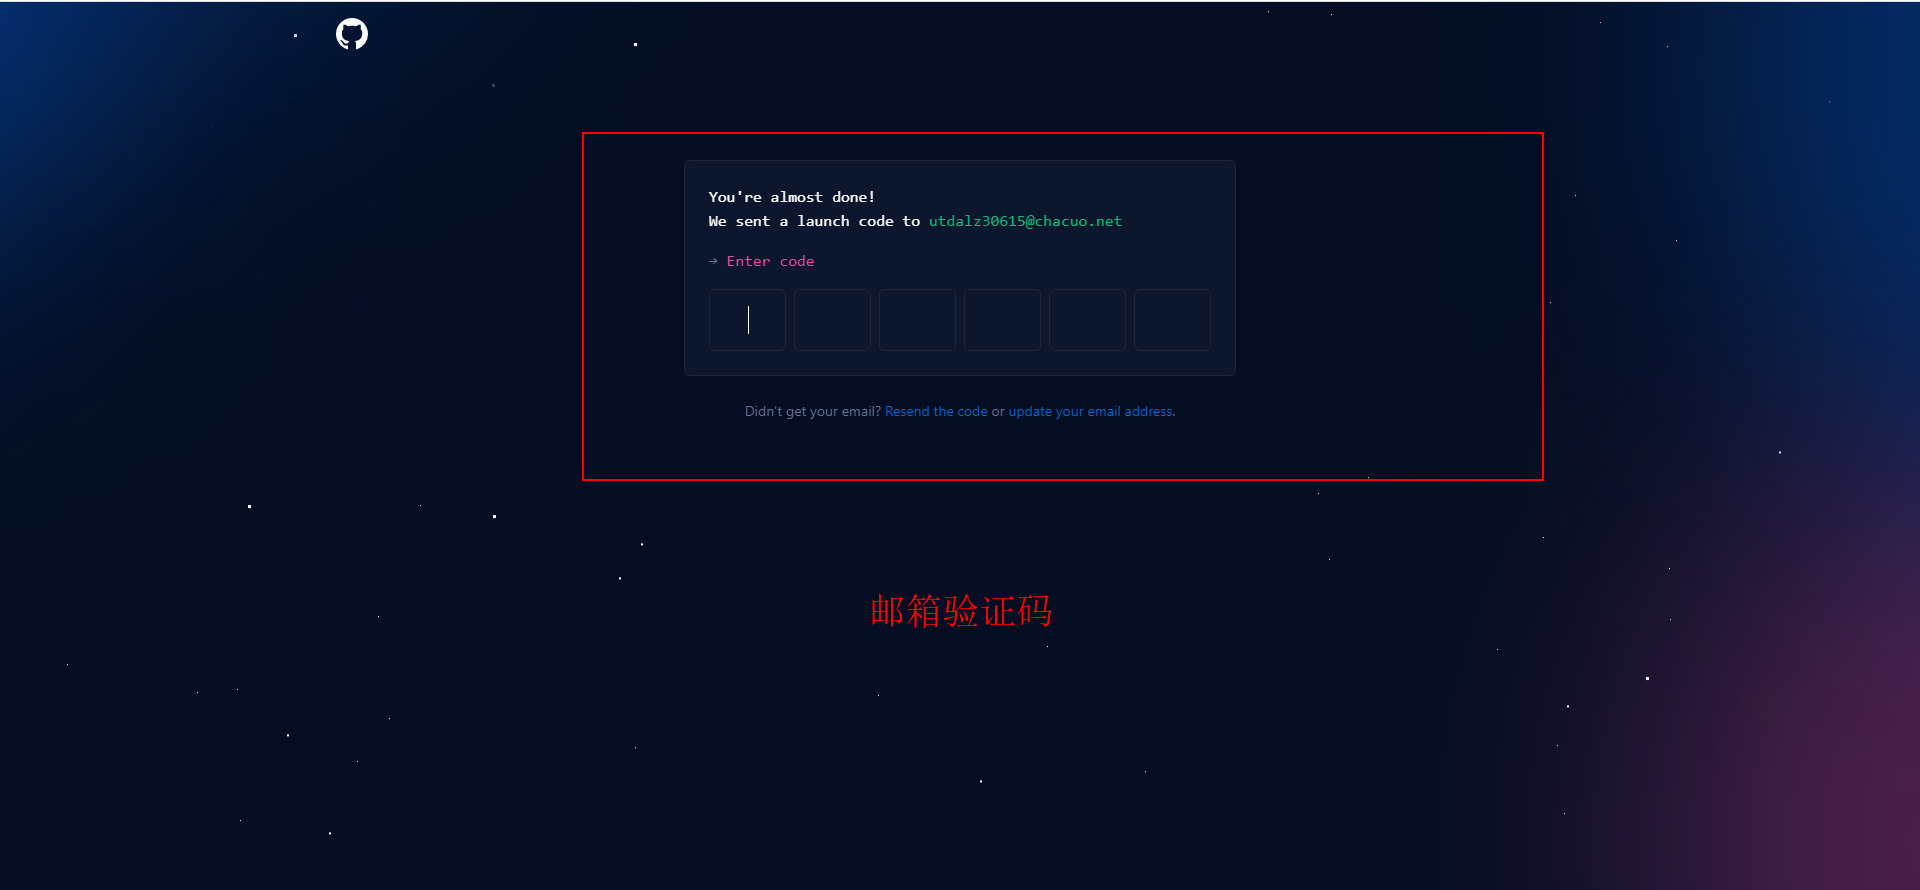 You're almost done!
We sent a launch code to utdalz30615@chacuo.net
→ Enter code
Didn't get your email? Resend the code or update your email address.
邮箱验证码